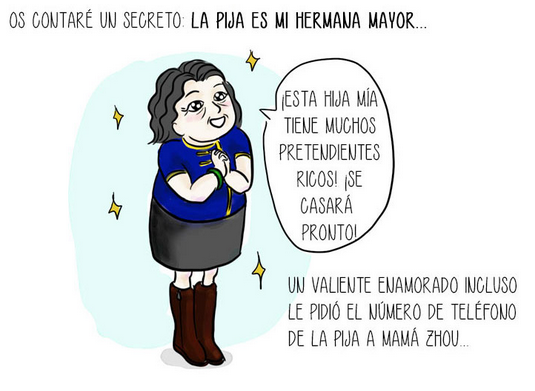 OS CONTARÉ UN SECRETO: LA PIJA ES MI HERMANA MAYOR...
¡ESTA HIJA MÍA
TIENE MUCHOS
PRETENDIENTES
RICOS! ¡SE
CASARÁ
PRONTO!
UN VALIENTE ENAMORADO INCLUSO
LE PIDIÓ EL NÚMERO DE TELÉFONO
DE LA PIJA A MAMÁ ZHOU...